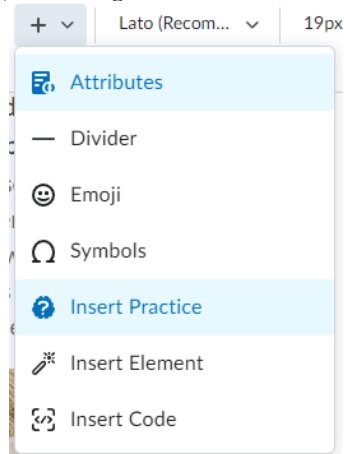 Lato (Recom... 19px
Attributes
Divider
Emoji
Symbols
Insert Practice
Insert Element
Insert Code